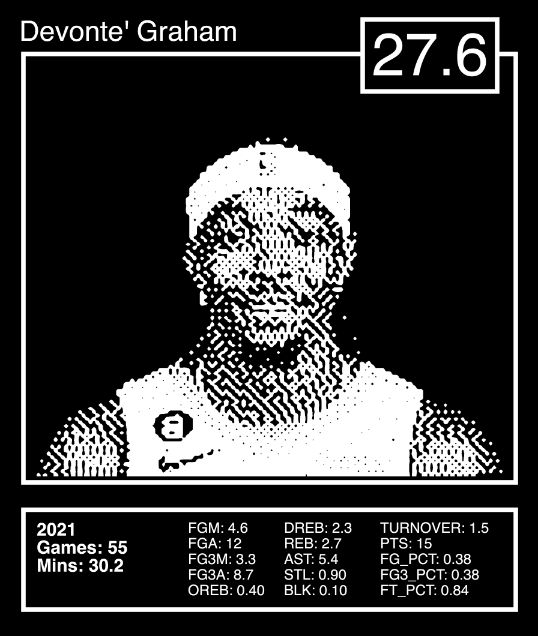 Devonte' Graham
27.6
2021
Games: 55
Mins: 30.2
FGM: 4.6
FGA: 12
FG3M: 3.3
FG3A: 8.7
OREB: 0.40
DREB: 2.3
REB: 2.7
AST: 5.4
STL: 0.90
BLK: 0.10
TURNOVER: 1.5
PTS: 15
FG_PCT: 0.38
FG3_PCT: 0.38
FT_PCT: 0.84